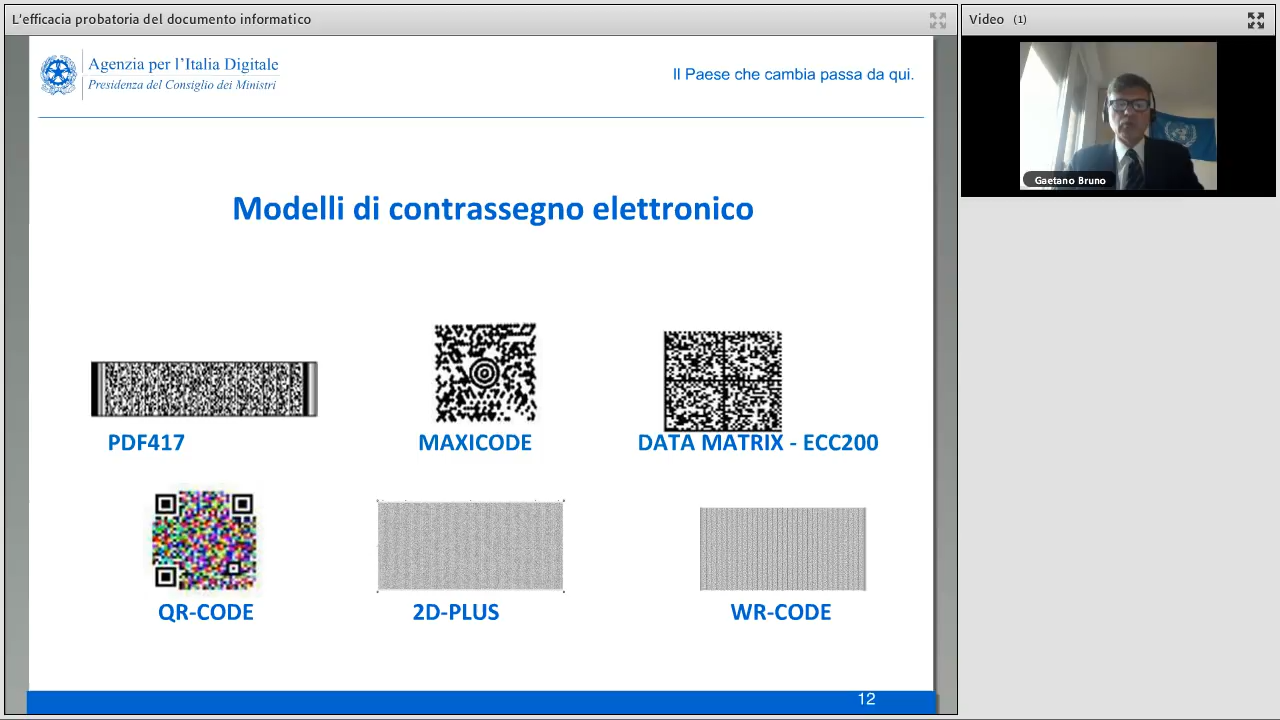 L'efficacia probatoria del documento informatico
Video (1)
Agenzia per l'Italia Digitale
Presidenza del Consiglio dei Ministri
Il Paese che cambia passa da qui.
Gaetano Bruno
Modelli di contrassegno elettronico
PDF417
MAXICODE
DATA MATRIX - ECC200
QR-CODE
2D-PLUS
WR-CODE
12